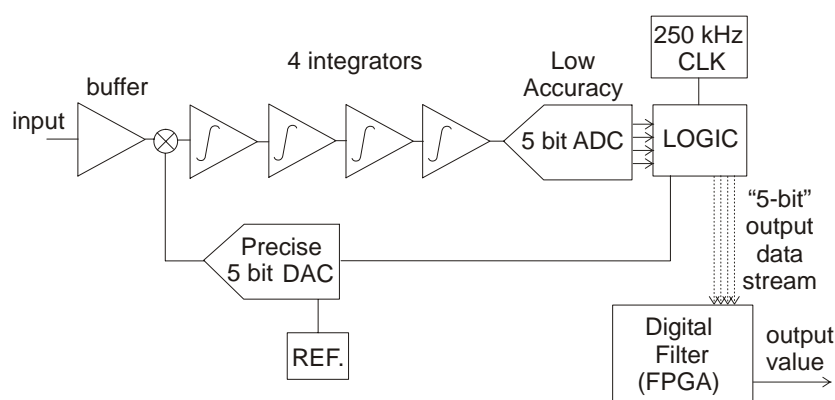 250 kHz
CLK
4 integrators
Low
Accuracy
buffer
input
5 bit ADC
LOGIC
“5-bit”
output
data
stream
Precise
5 bit DAC
REF.
Digital
Filter
(FPGA)
output
value